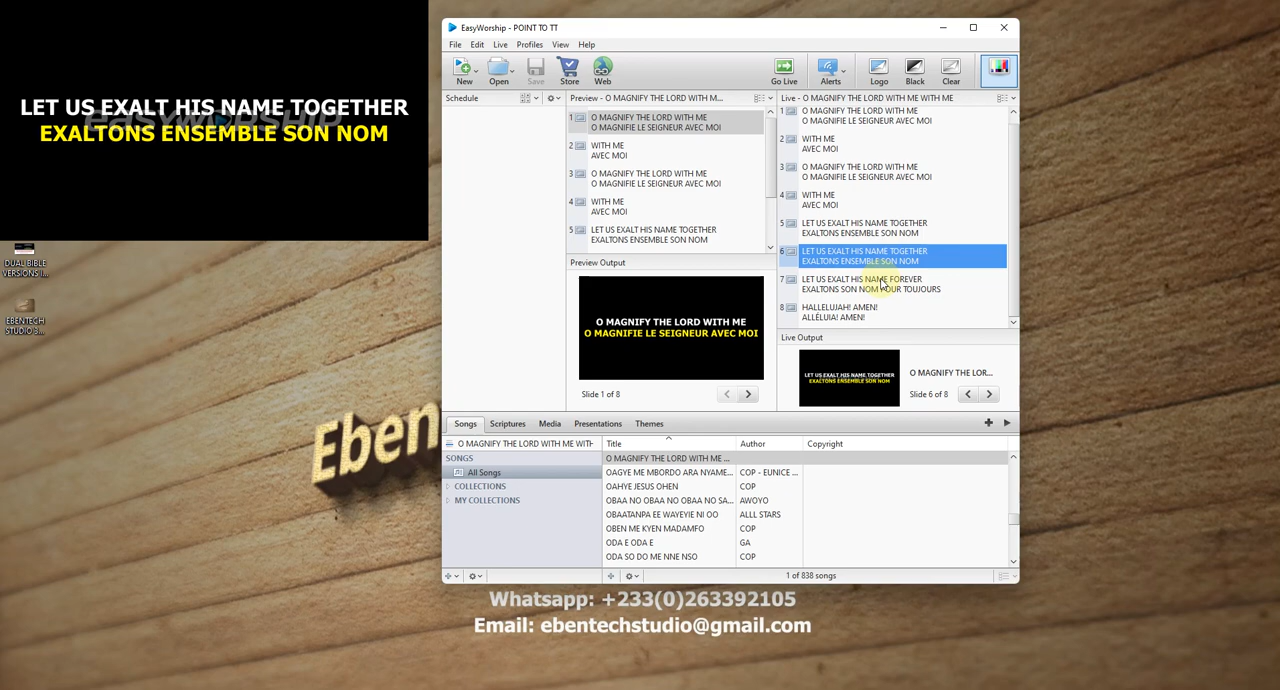 LET US EXALT HIS NAME TOGETHER
EXALTONS ENSEMBLE SON NOM
DUAL BIBLE
VERSIONS I...
EBENTECH
STUDIO 3...
Eben
EasyWorship - POINT TO TT
File Edit Live Profiles View Help
New Open Save Store Web Go Live Alerts Logo Black Clear
Schedule
Preview - O MAGNIFY THE LORD WITH M...
1 O MAGNIFY THE LORD WITH ME
O MAGNIFIE LE SEIGNEUR AVEC MOI
2 WITH ME
AVEC MOI
3 O MAGNIFY THE LORD WITH ME
O MAGNIFIE LE SEIGNEUR AVEC MOI
4 WITH ME
AVEC MOI
5 LET US EXALT HIS NAME TOGETHER
EXALTONS ENSEMBLE SON NOM
Preview Output
O MAGNIFY THE LORD WITH ME
O MAGNIFIE LE SEIGNEUR AVEC MOI
Slide 1 of 8
Live - O MAGNIFY THE LORD WITH ME WITH ME
1 O MAGNIFY THE LORD WITH ME
O MAGNIFIE LE SEIGNEUR AVEC MOI
2 WITH ME
AVEC MOI
3 O MAGNIFY THE LORD WITH ME
O MAGNIFIE LE SEIGNEUR AVEC MOI
4 WITH ME
AVEC MOI
5 LET US EXALT HIS NAME TOGETHER
EXALTONS ENSEMBLE SON NOM
6 LET US EXALT HIS NAME TOGETHER
EXALTONS ENSEMBLE SON NOM
7 LET US EXALT HIS NAME FOREVER
EXALTONS SON NOM POUR TOUJOURS
8 HALLELUJAH! AMEN!
ALLÉLUIA! AMEN!
Live Output
LET US EXALT HIS NAME TOGETHER
EXALTONS ENSEMBLE SON NOM
O MAGNIFY THE LOR...
Slide 6 of 8
Songs Scriptures Media Presentations Themes
O MAGNIFY THE LORD WITH ME WITH
SONGS
All Songs
COLLECTIONS
MY COLLECTIONS
Title Author Copyright
O MAGNIFY THE LORD WITH ME ...
OAGYE ME MBORDO ARA NYAME... COP - EUNICE ...
OAHYE JESUS OHEN COP
OBAA NO OBAA NO OBAA NO SA... AWOYO
OBAATANPA EE WAYEYIE NI OO ALLL STARS
OBEN ME KYEN MADAMFO COP
ODA E ODA E GA
ODA SO DO ME NNE NSO COP
1 of 838 songs
Whatsapp: +233(0)263392105
Email: ebentechstudio@gmail.com